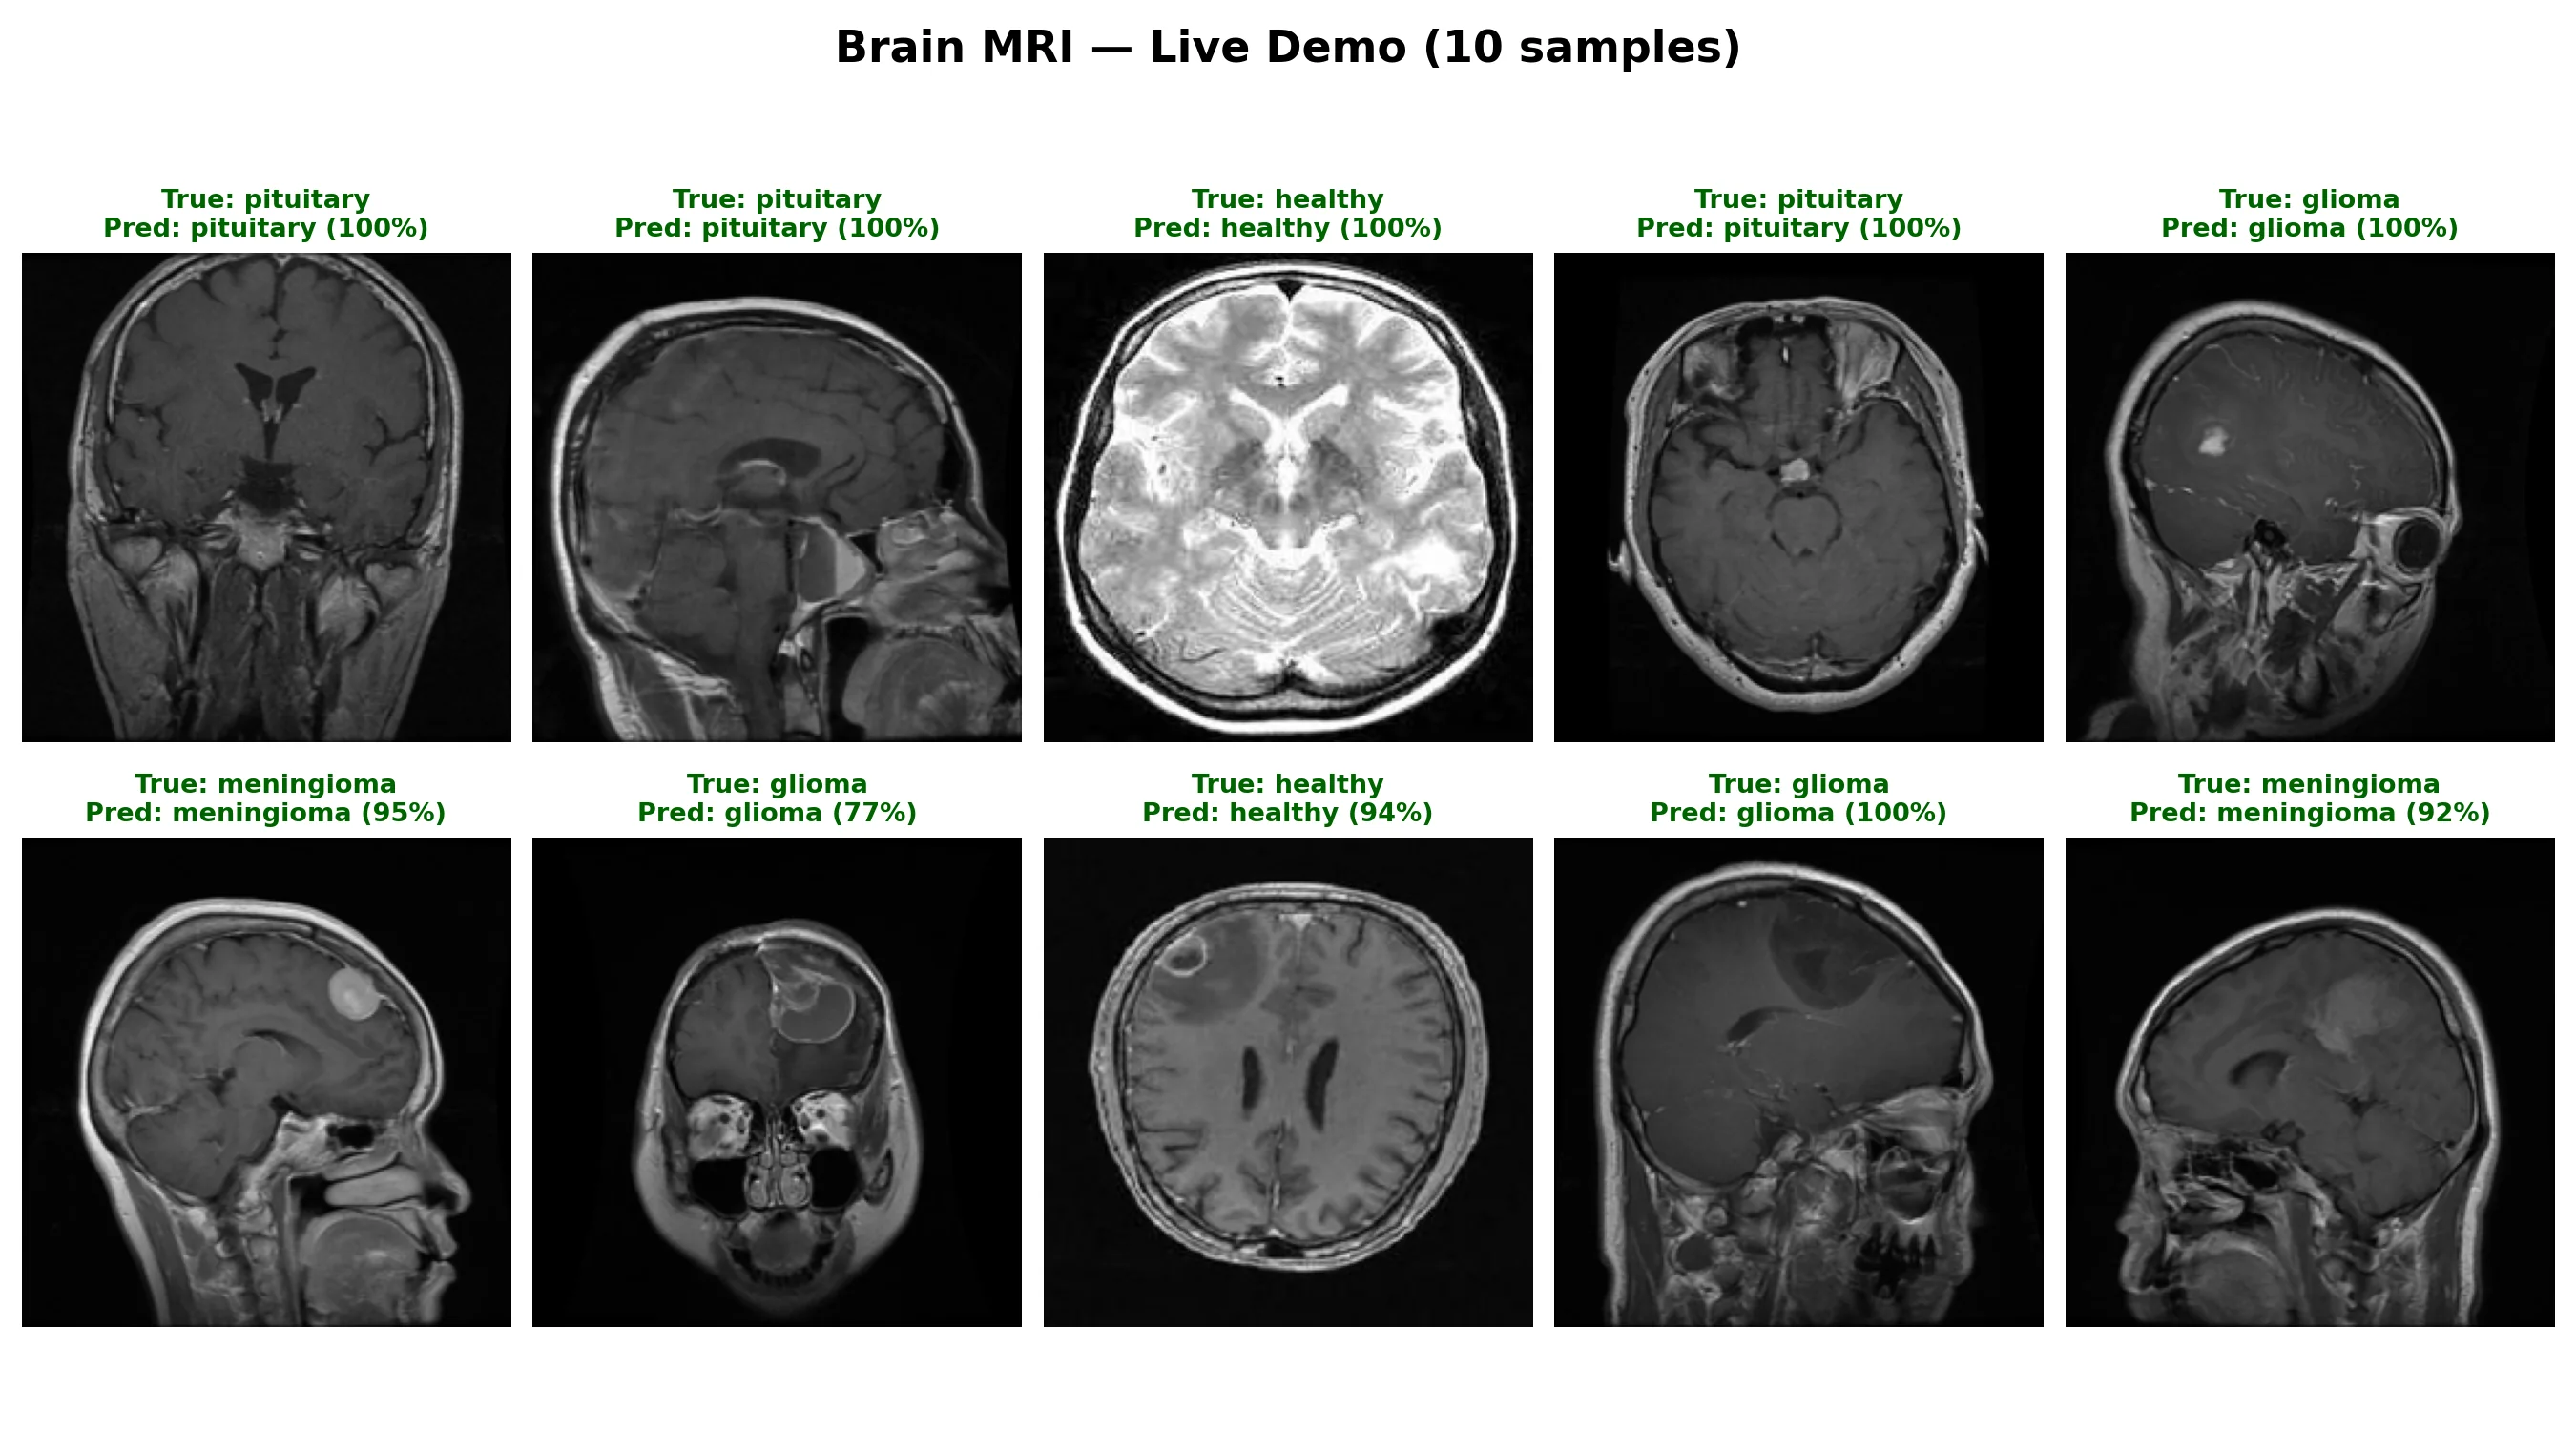 Brain MRI — Live Demo (10 samples)
True: pituitary
Pred: pituitary (100%)
True: pituitary
Pred: pituitary (100%)
True: healthy
Pred: healthy (100%)
True: pituitary
Pred: pituitary (100%)
True: glioma
Pred: glioma (100%)
True: meningioma
Pred: meningioma (95%)
True: glioma
Pred: glioma (77%)
True: healthy
Pred: healthy (94%)
True: glioma
Pred: glioma (100%)
True: meningioma
Pred: meningioma (92%)